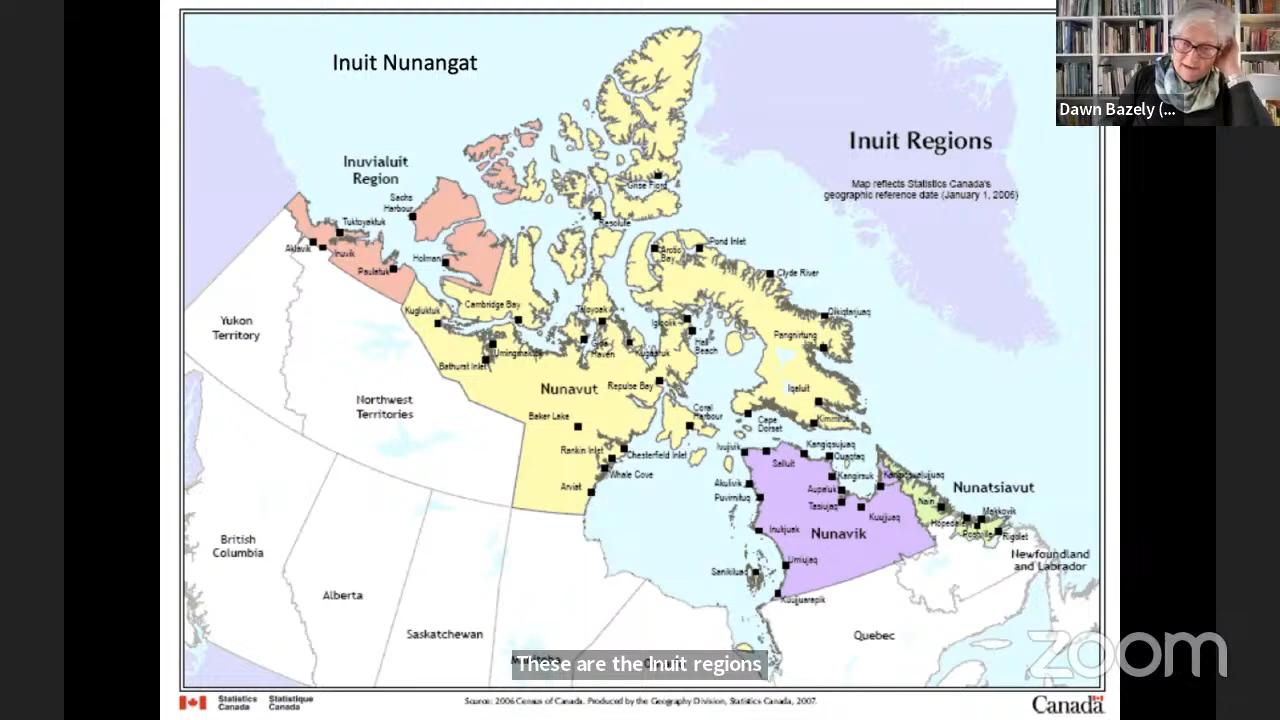 Inuit Nunangat
Inuit Regions
Map reflects Statistics Canada's
geographic reference date (January 1, 2006)
Dawn Bazely (...
Inuvialuit
Region
Sachs
Harbour
Tuktoyaktuk
Aklavik
Inuvik
Paulatuk
Holman
Grise Fiord
Resolute
Arctic
Bay
Pond Inlet
Clyde River
Qikiqtarjuaq
Pangnirtung
Kugluktuk
Cambridge Bay
Taloyoak
Igloolik
Hall
Beach
Umingmaktok
Gjoa
Haven
Kugaaruk
Bathurst Inlet
Yukon
Territory
Northwest
Territories
Nunavut
Repulse Bay
Iqaluit
Baker Lake
Coral
Harbour
Cape
Dorset
Kimmirut
Rankin Inlet
Chesterfield Inlet
Whale Cove
Arviat
Ivujivik
Salluit
Kangiqsujuaq
Quaqtaq
Akulivik
Kangirsuk
Kangiqsualujjuaq
Puvirnituq
Aupaluk
Tasiujaq
Kuujjuaq
Nunavik
Inukjuak
Umiujaq
Sanikiluaq
Kuujjuarapik
Nunatsiavut
Nain
Hopedale
Makkovik
Postville
Rigolet
Newfoundland
and Labrador
British
Columbia
Alberta
Saskatchewan
Quebec
These are the Inuit regions
zoom
Statistics
Canada
Statistique
Canada
Source: 2006 Census of Canada. Produced by the Geography Division, Statistics Canada, 2007.
Canada